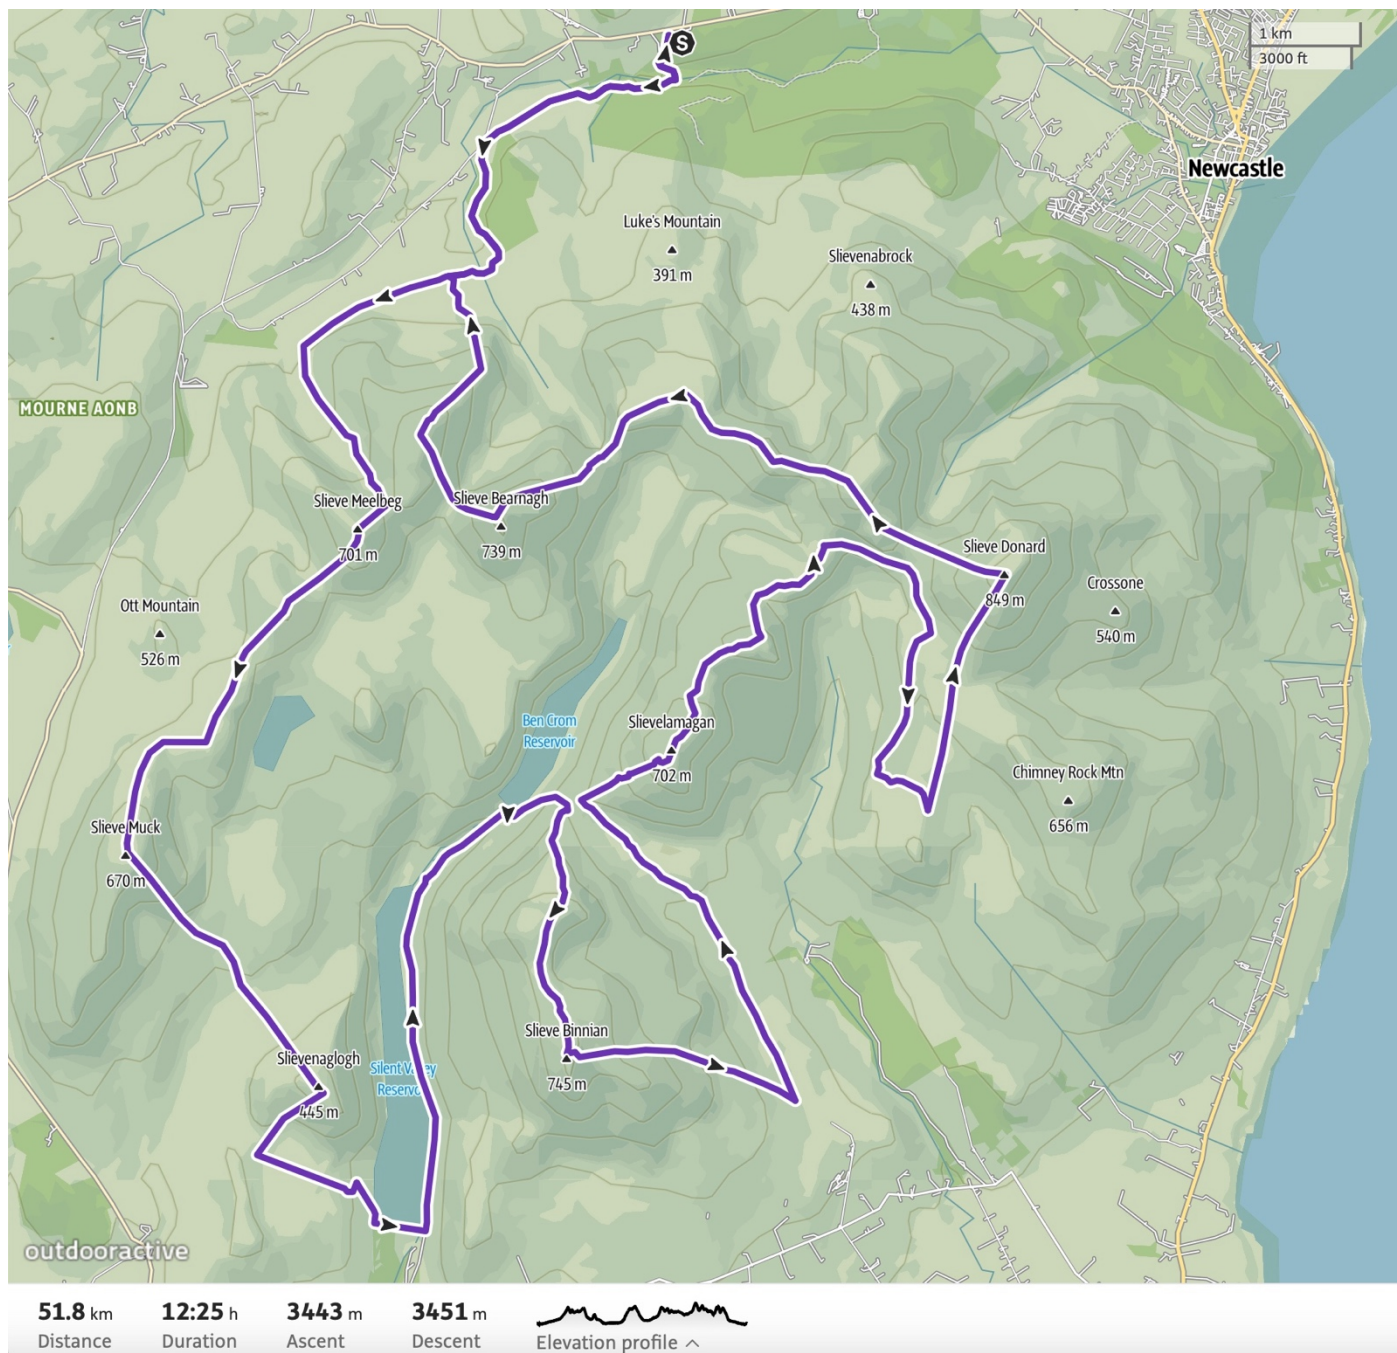 S
1 km
3000 ft
Newcastle
Luke's Mountain
391 m
Slievenabrock
438 m
MOURNE AONB
Slieve Meelbeg
701 m
Slieve Bearnagh
739 m
Slieve Donard
849 m
Crossone
540 m
Ott Mountain
526 m
Ben Crom
Reservoir
Slievelamagan
702 m
Chimney Rock Mtn
656 m
Slieve Muck
670 m
Slieve Binnian
745 m
Slievenaglogh
445 m
Silent Valley
Reservoir
outdooractive
51.8 km
Distance
12:25 h
Duration
3443 m
Ascent
3451 m
Descent
Elevation profile